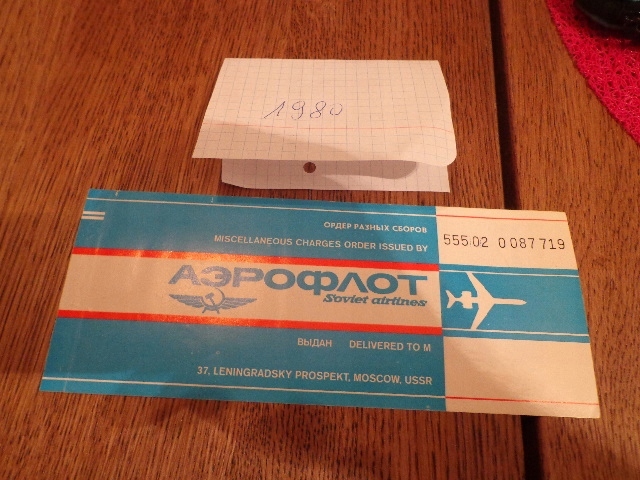 1980
ОРДЕР РАЗНЫХ СБОРОВ
MISCELLANEOUS CHARGES ORDER ISSUED BY
555:02 0 087 719
АЭРОФЛОТ
Soviet airlines
ВЫДАН DELIVERED TO M
37, LENINGRADSKY PROSPEKT, MOSCOW, USSR